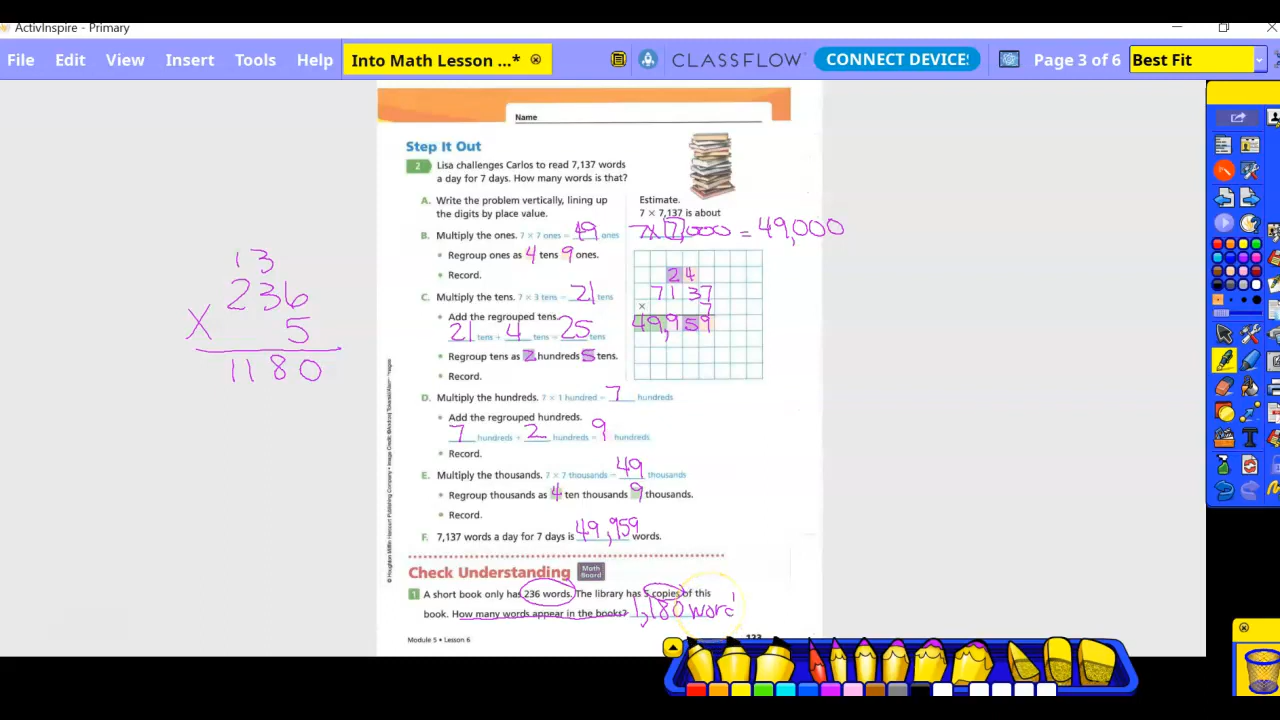 ActivInspire - Primary
File Edit View Insert Tools Help Into Math Lesson ...* CLASSFLOW CONNECT DEVICES Page 3 of 6 Best Fit
Name
Step It Out
2 Lisa challenges Carlos to read 7,137 words
a day for 7 days. How many words is that?
A. Write the problem vertically, lining up
the digits by place value.
B. Multiply the ones. 7 × 7 ones = 49 ones
• Regroup ones as 4 tens 9 ones.
• Record.
C. Multiply the tens. 7 × 3 tens = 21 tens
• Add the regrouped tens.
21 tens + 4 tens = 25 tens
• Regroup tens as 2 hundreds 5 tens.
• Record.
D. Multiply the hundreds. 7 × 1 hundred = 7 hundreds
• Add the regrouped hundreds.
7 hundreds + 2 hundreds = 9 hundreds
• Record.
E. Multiply the thousands. 7 × 7 thousands = 49 thousands
• Regroup thousands as 4 ten thousands 9 thousands.
• Record.
F. 7,137 words a day for 7 days is 49,959 words.
Estimate.
7 × 7,137 is about
7x7,000 = 49,000
24
7137
× 7
49,959
13
236
X 5
1180
Check Understanding Math Board
1 A short book only has 236 words. The library has 5 copies of this
book. How many words appear in the books? 1,180 word
Module 5 • Lesson 6
123